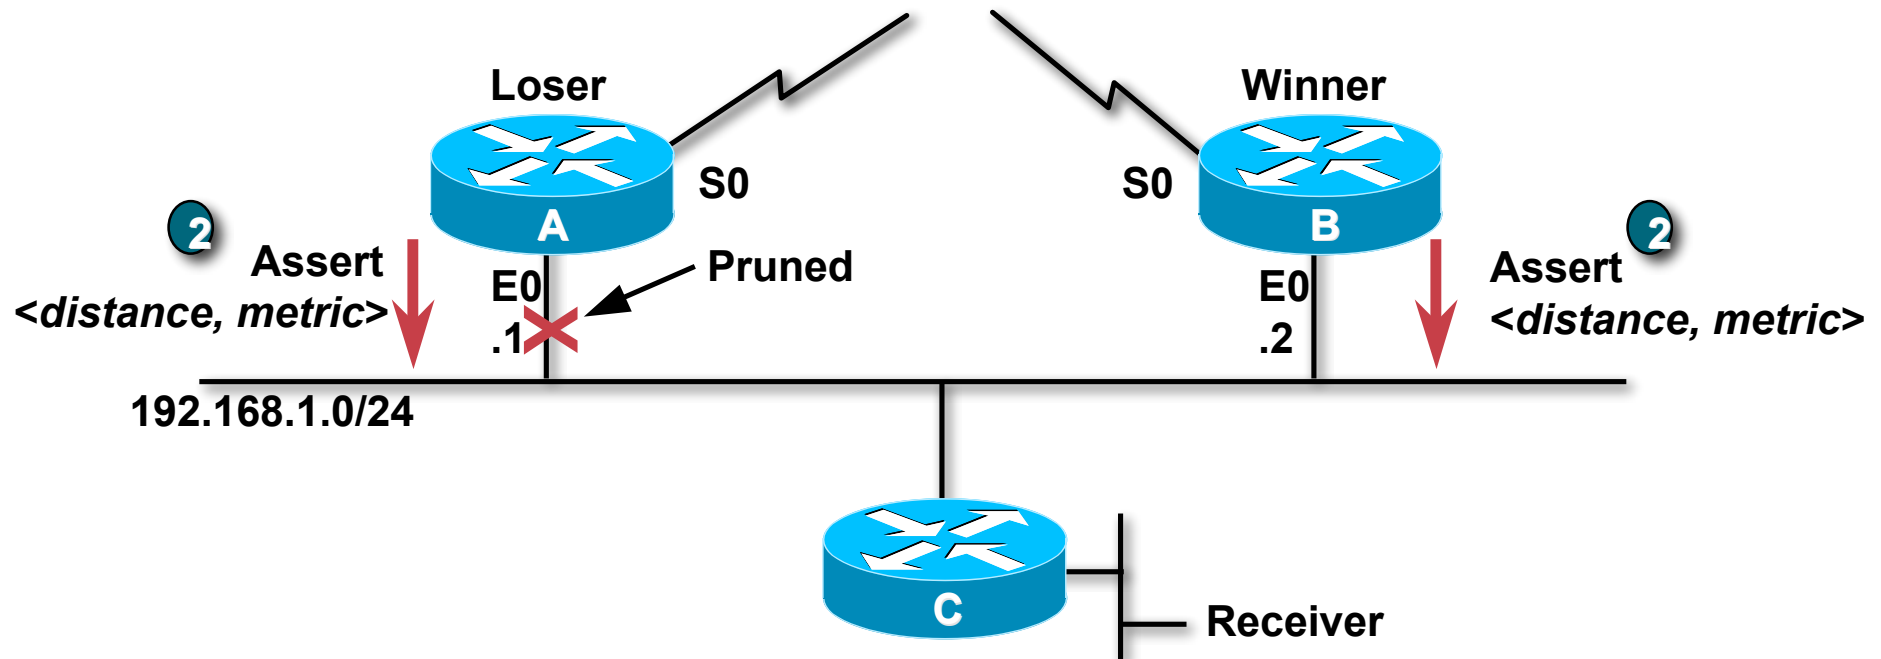 Loser
Winner
S0
S0
A
B
2
2
Assert
<distance, metric>
Pruned
E0
.1
E0
.2
Assert
<distance, metric>
192.168.1.0/24
C
Receiver